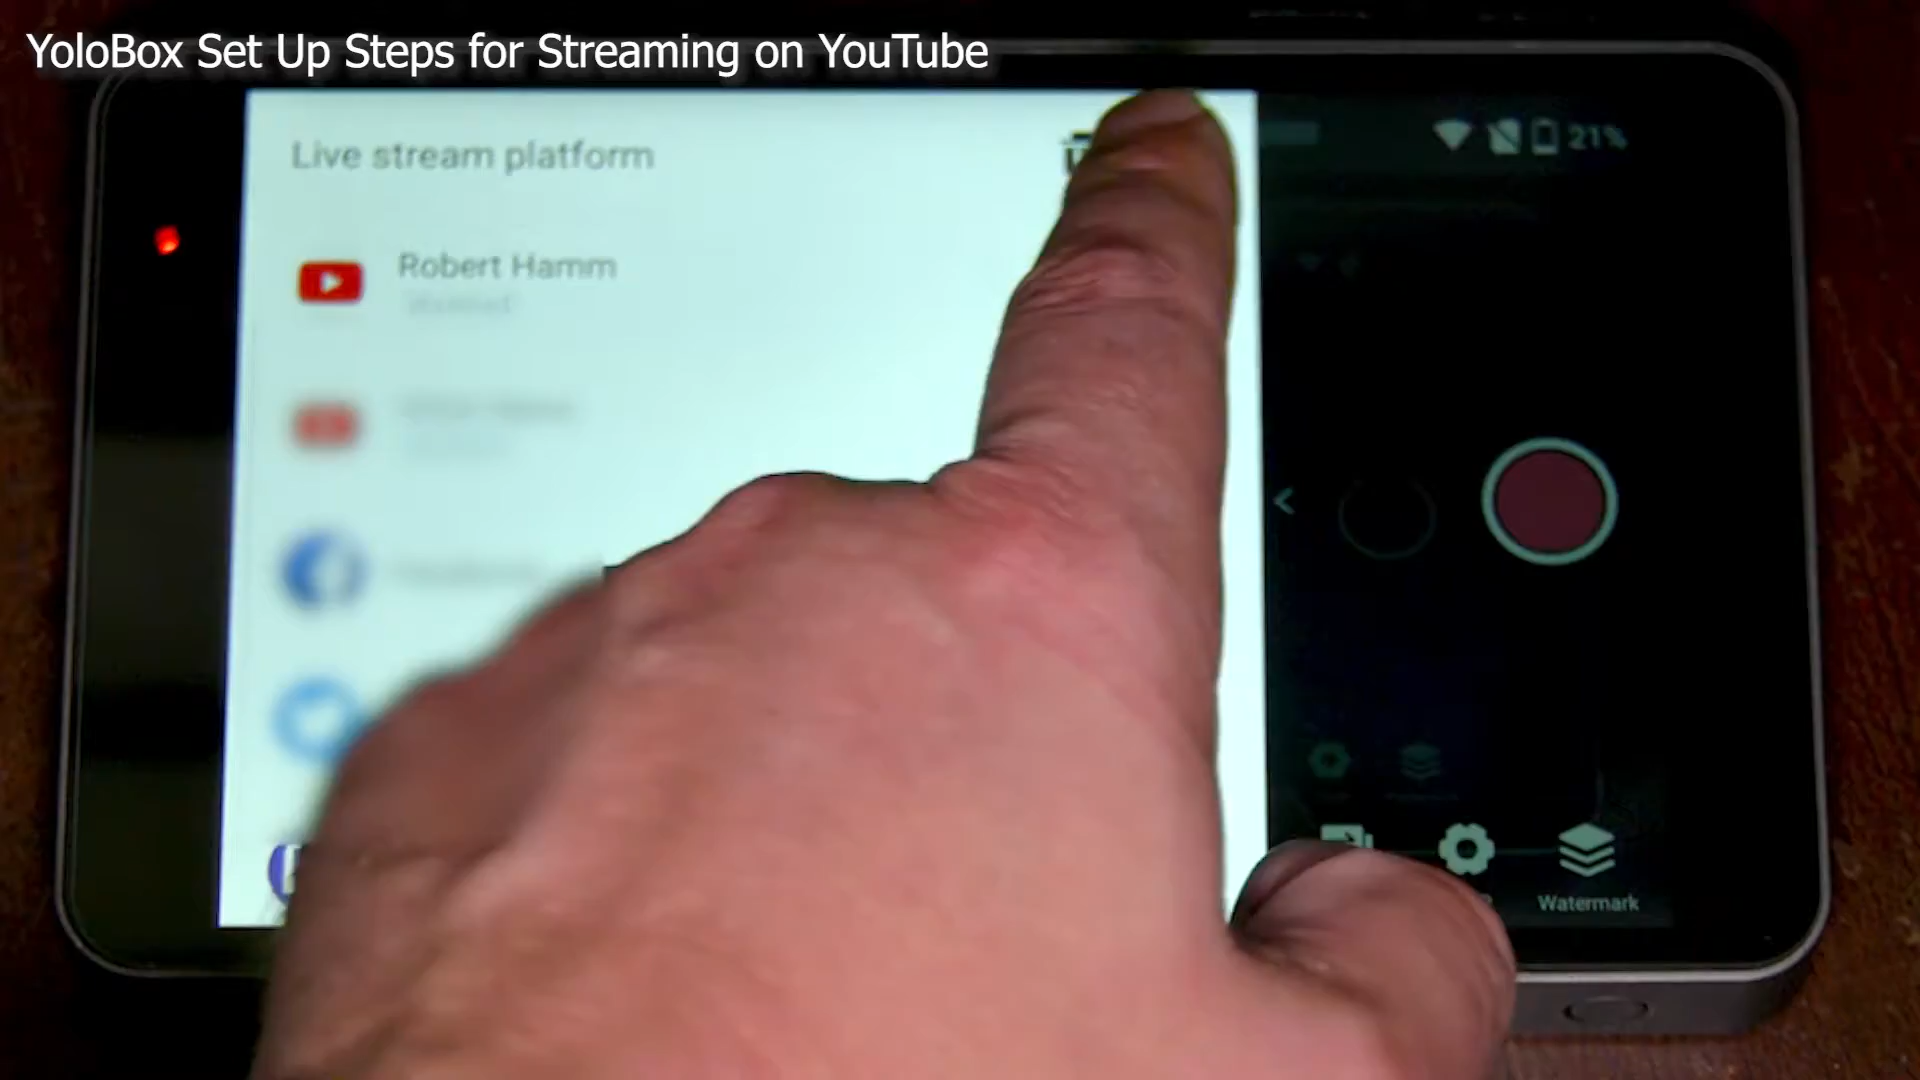 YoloBox Set Up Steps for Streaming on YouTube
Live stream platform
21%
Robert Hamm
Watermark